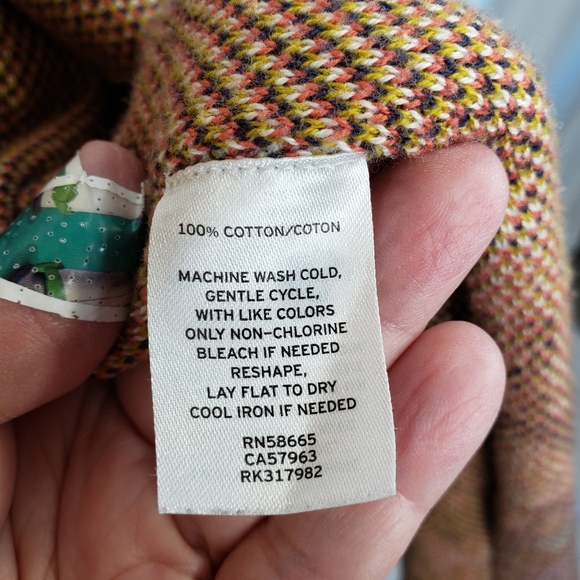 100% COTTON/COTON
MACHINE WASH COLD,
GENTLE CYCLE,
WITH LIKE COLORS
ONLY NON-CHLORINE
BLEACH IF NEEDED
RESHAPE,
LAY FLAT TO DRY
COOL IRON IF NEEDED
RN58665
CA57963
RK317982